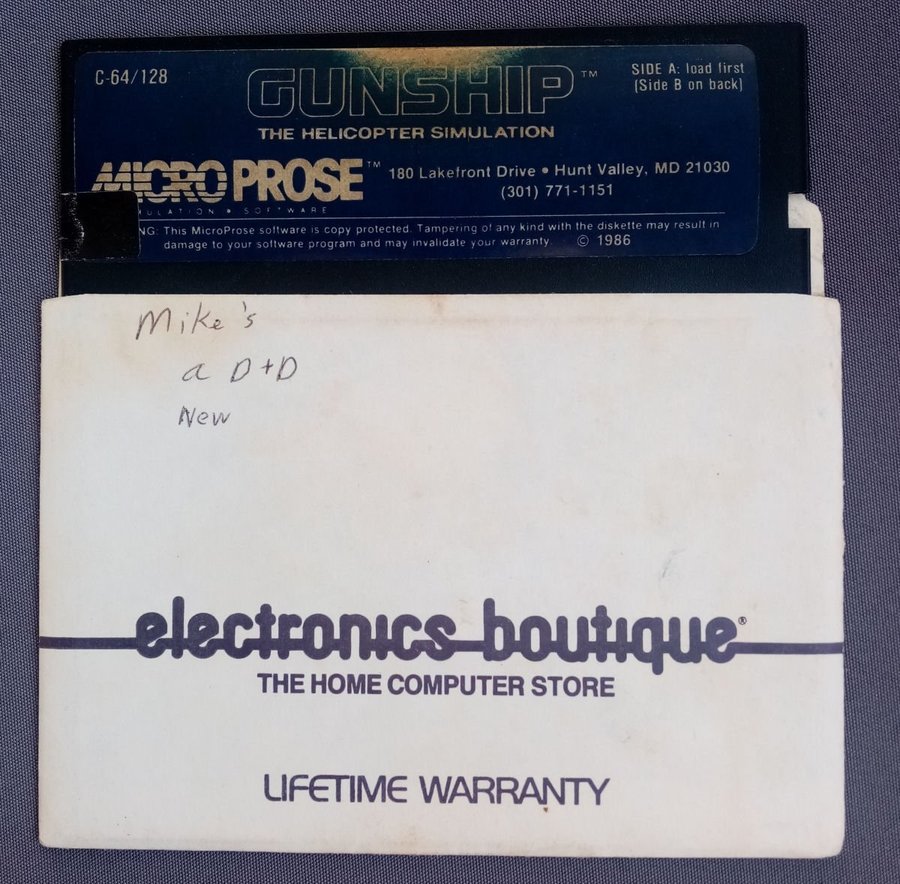 C-64/128
GUNSHIP™
SIDE A: load first
(Side B on back)
THE HELICOPTER SIMULATION
MICRO PROSE™
180 Lakefront Drive • Hunt Valley, MD 21030
(301) 771-1151
• SOFTWARE
This MicroProse software is copy protected. Tampering of any kind with the diskette may result in
damage to your software program and may invalidate your warranty. © 1986
Mike's
a D+D
New
electronics boutique®
THE HOME COMPUTER STORE
LIFETIME WARRANTY